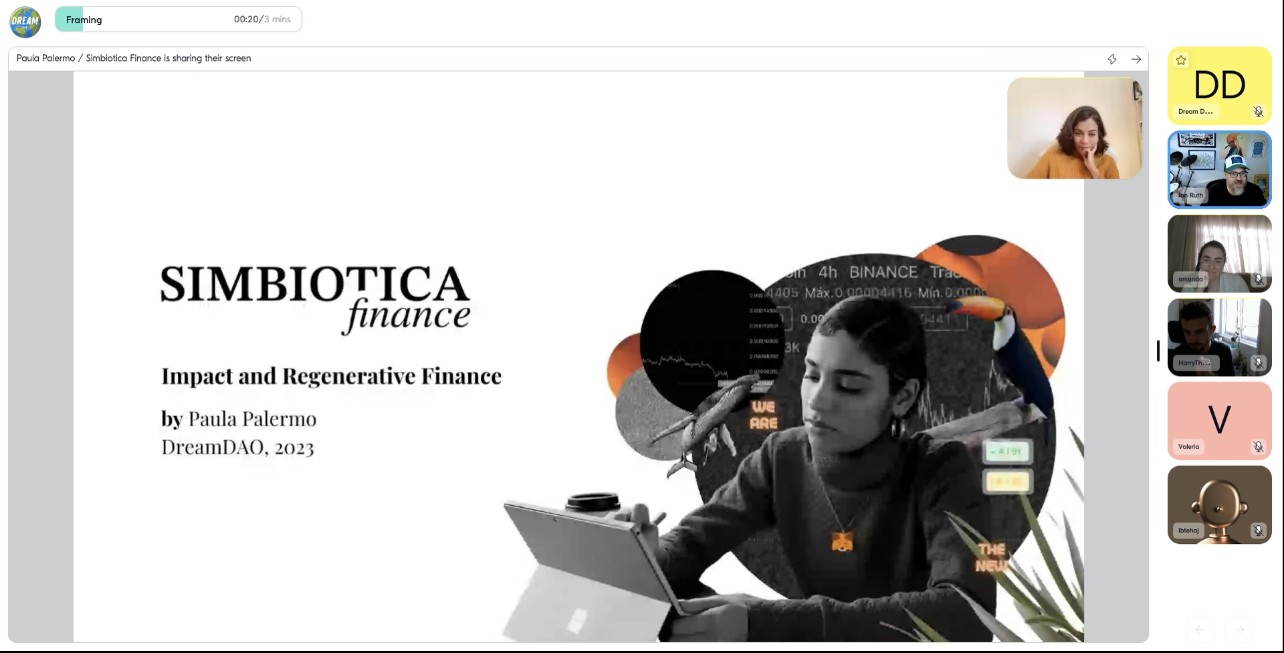 DREAM
Framing
00:20/3 mins
Paula Palermo / Simbiotica Finance is sharing their screen
SIMBIOTICA
finance
Impact and Regenerative Finance
by Paula Palermo
DreamDAO, 2023
4h BINANCE
Máx.0.00004416 Mín.0.0000
WE
ARE
THE
NEW
DD
Dream D...
Jon Ruth
amanda
HarryTh...
V
Valeria
Ibtehaj